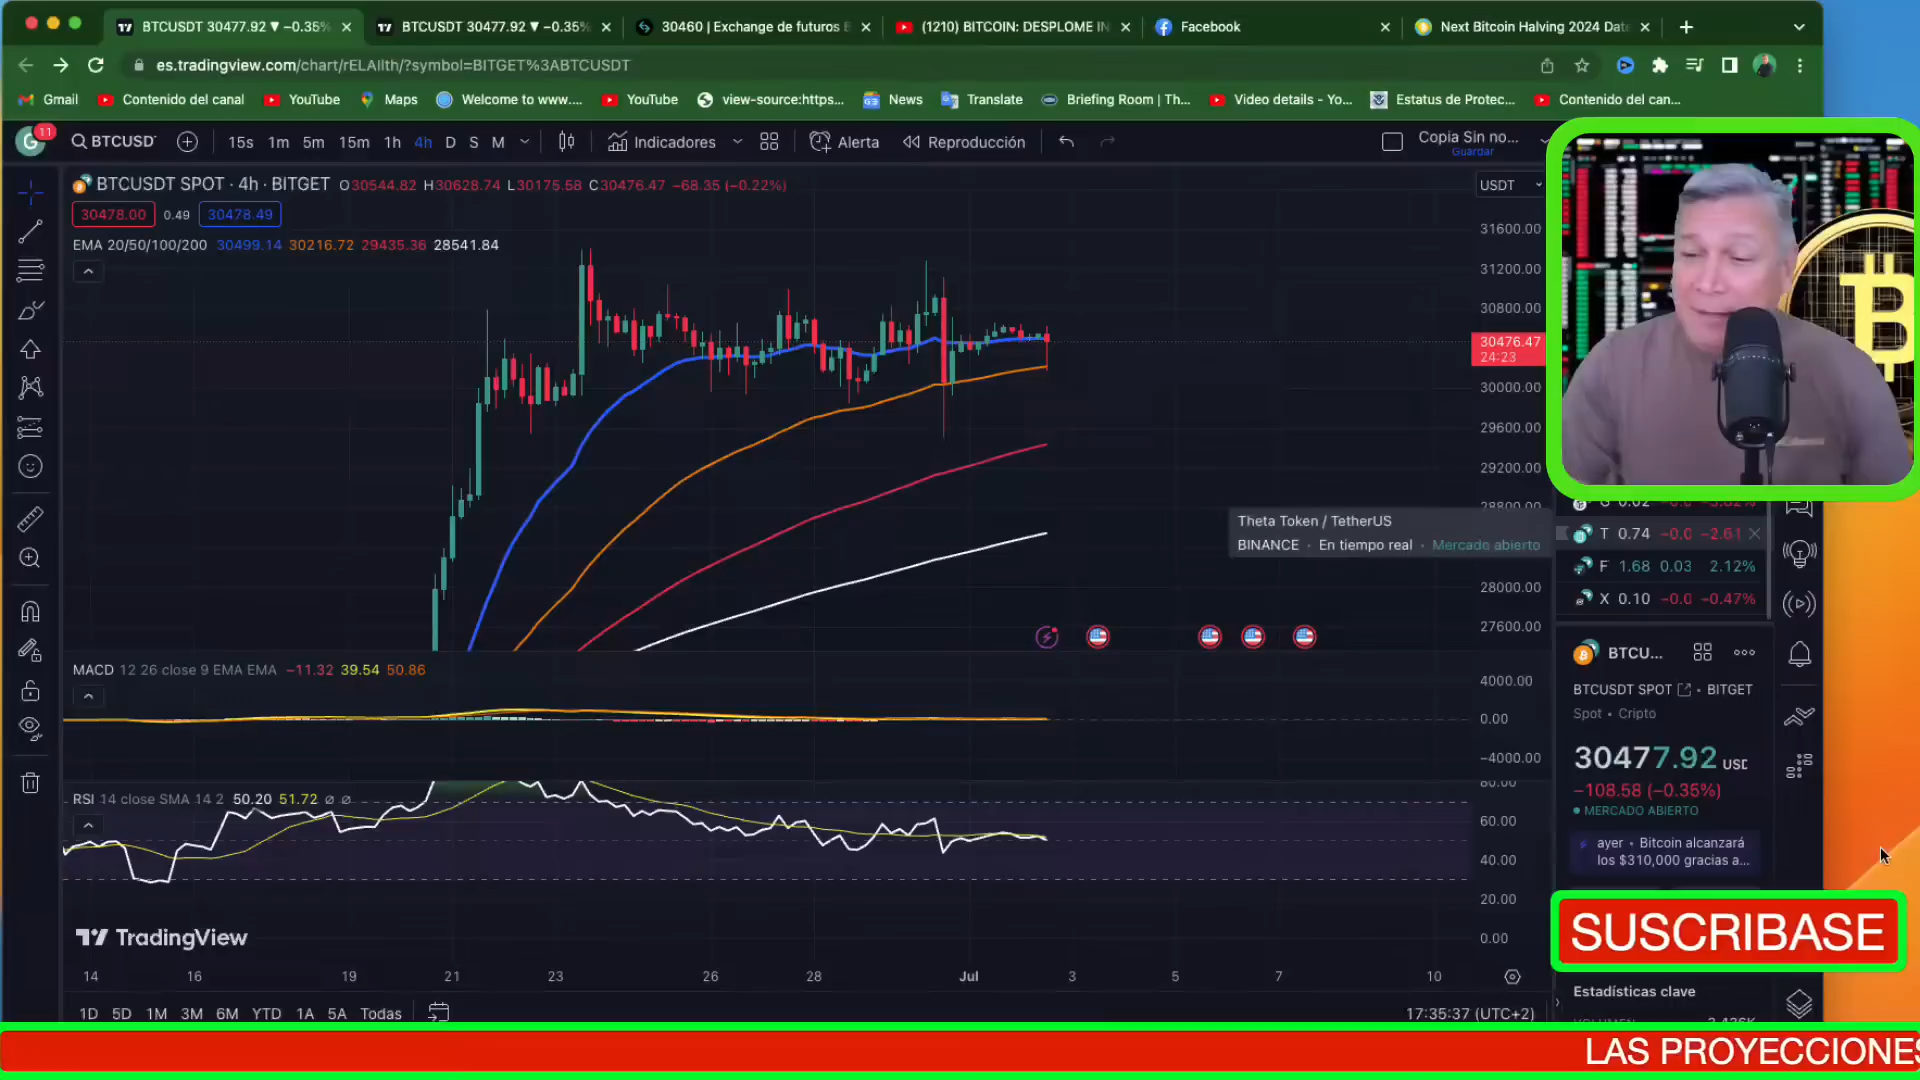 BTCUSDT 30477.92 ▼ −0.35%
BTCUSDT 30477.92 ▼ −0.35%
30460 | Exchange de futuros
(1210) BITCOIN: DESPLOME IN
Facebook
Next Bitcoin Halving 2024 Date
es.tradingview.com/chart/rELAlIth/?symbol=BITGET%3ABTCUSDT
Gmail
Contenido del canal
YouTube
Maps
Welcome to www....
YouTube
view-source:https...
News
Translate
Briefing Room | Th...
Video details - Yo...
Estatus de Protec...
Contenido del can...
G
11
BTCUSD
15s 1m 5m 15m 1h 4h D S M
Indicadores
Alerta
Reproducción
Copia Sin no...
Guardar
BTCUSDT SPOT · 4h · BITGET O30544.82 H30628.74 L30175.58 C30476.47 −68.35 (−0.22%)
USDT
30478.00 0.49 30478.49
EMA 20/50/100/200 30499.14 30216.72 29435.36 28541.84
31600.00
31200.00
30800.00
30476.47
24:23
30000.00
29600.00
29200.00
28800.00
28000.00
27600.00
Theta Token / TetherUS
BINANCE · En tiempo real · Mercado abierto
T 0.74 −0.0 −2.61
F 1.68 0.03 2.12%
X 0.10 −0.0 −0.47%
MACD 12 26 close 9 EMA EMA −11.32 39.54 50.86
4000.00
0.00
−4000.00
RSI 14 close SMA 14 2 50.20 51.72 ∅ ∅
80.00
60.00
40.00
20.00
0.00
BTCU...
BTCUSDT SPOT · BITGET
Spot · Cripto
30477.92 USD
−108.58 (−0.35%)
MERCADO ABIERTO
ayer · Bitcoin alcanzará
los $310,000 gracias a...
SUSCRIBASE
Estadísticas clave
TradingView
14 16 19 21 23 26 28 Jul 3 5 7 10
1D 5D 1M 3M 6M YTD 1A 5A Todas
17:35:37 (UTC+2)
LAS PROYECCIONES